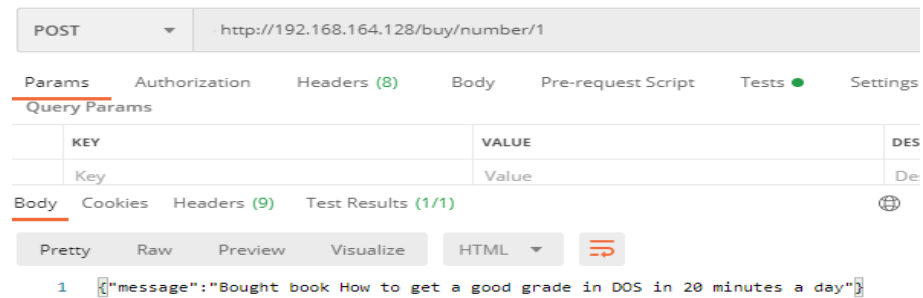 POST http://192.168.164.128/buy/number/1
Params Authorization Headers (8) Body Pre-request Script Tests Settings
Query Params
KEY VALUE DES
Key Value De
Body Cookies Headers (9) Test Results (1/1)
Pretty Raw Preview Visualize HTML
1 {"message":"Bought book How to get a good grade in DOS in 20 minutes a day"}